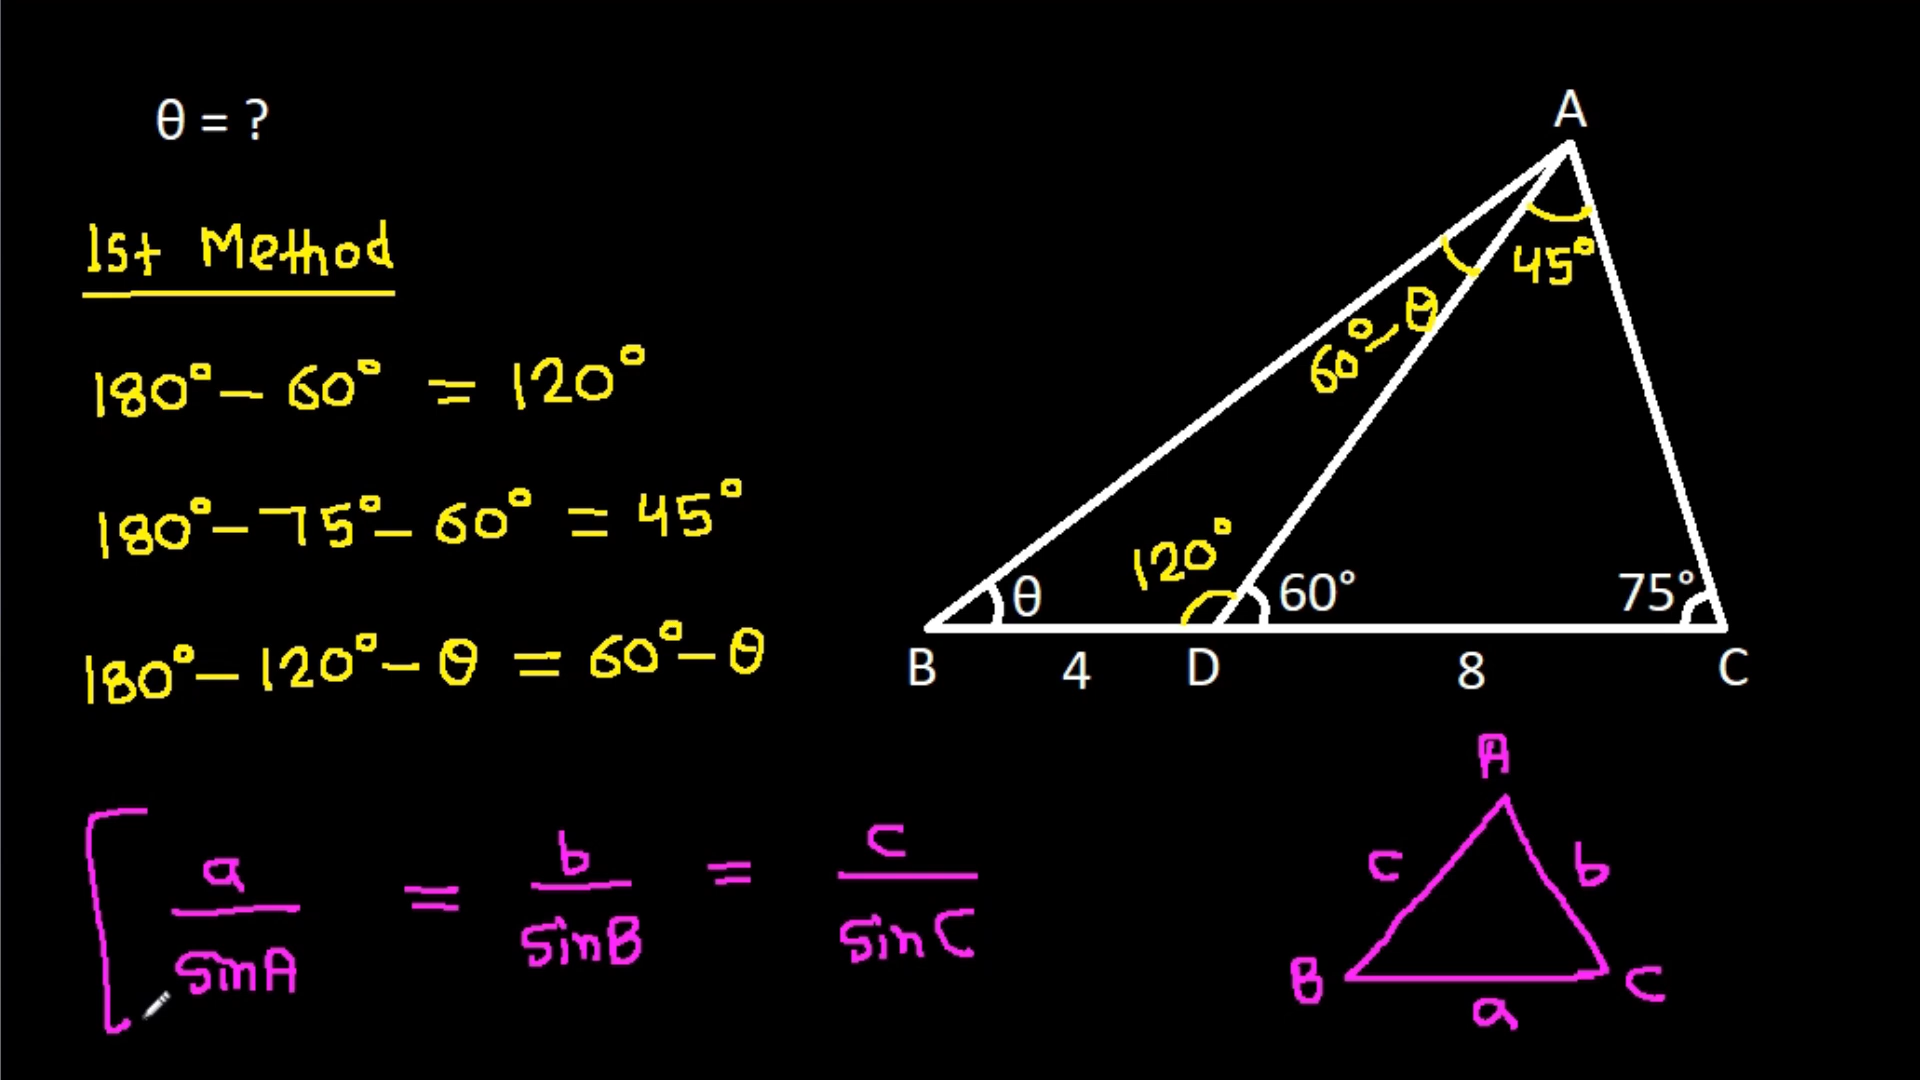 θ = ?
1st Method
180° - 60° = 120°
180° - 75° - 60° = 45°
180° - 120° - θ = 60° - θ
a/sinA = b/sinB = c/sinC
A
45°
60° - θ
120°
θ
60°
75°
B 4 D 8 C
A
c b
B a C